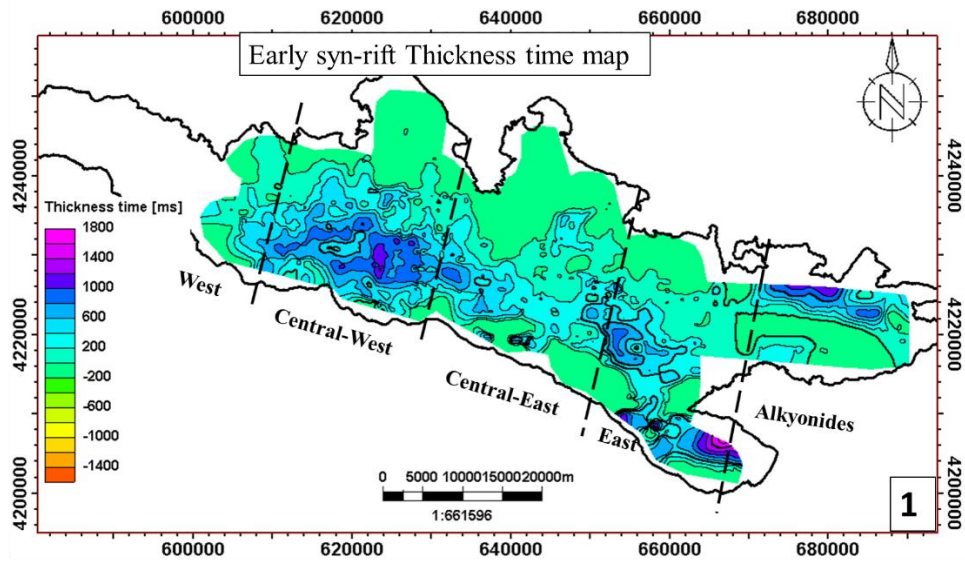 600000 620000 640000 660000 680000
Early syn-rift Thickness time map
N
4240000
4220000
4200000
4240000
4220000
4200000
Thickness time [ms]
1800
1400
1000
600
200
-200
-600
-1000
-1400
West
Central-West
Central-East
East
Alkyonides
0 5000 10000 15000 20000m
1:661596
1
600000 620000 640000 660000 680000